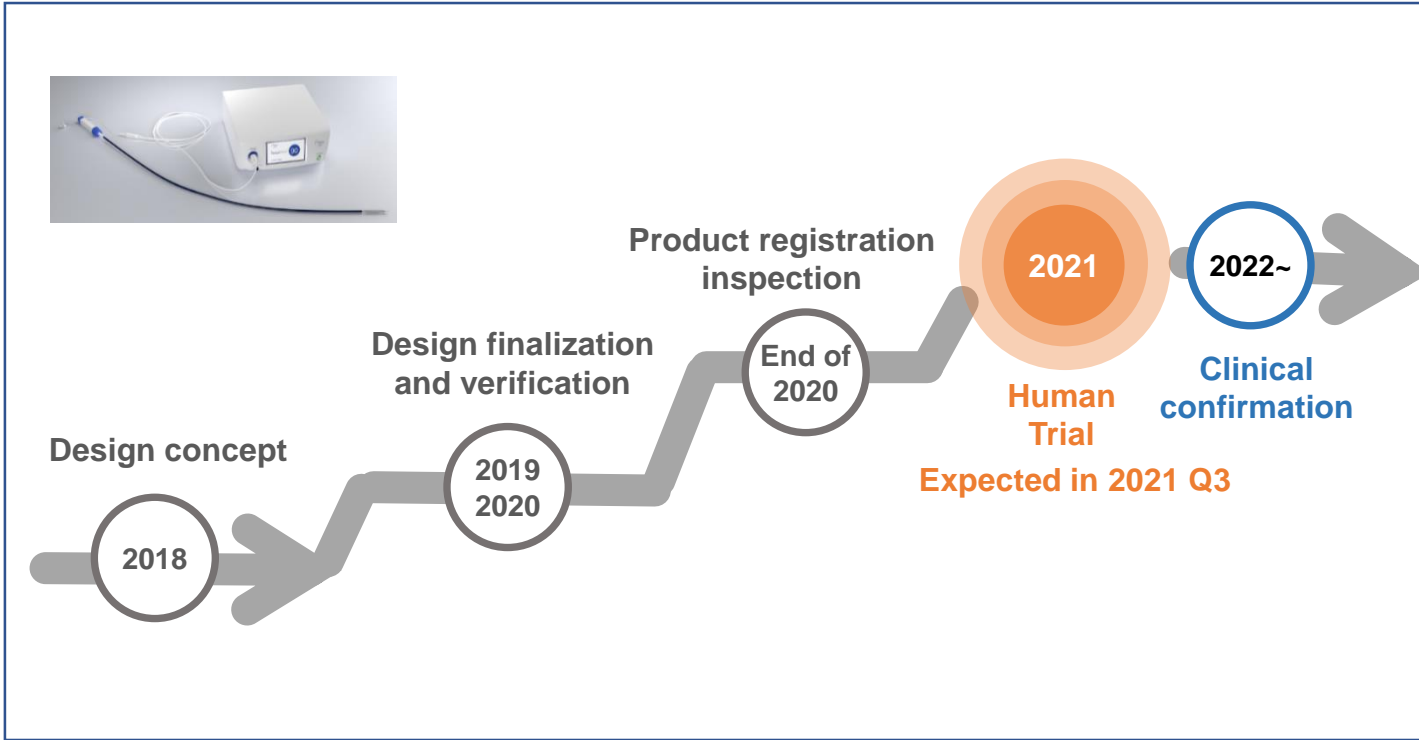 Design concept
2018
Design finalization
and verification
2019
2020
Product registration
inspection
End of
2020
2021
Human
Trial
Expected in 2021 Q3
2022~
Clinical
confirmation